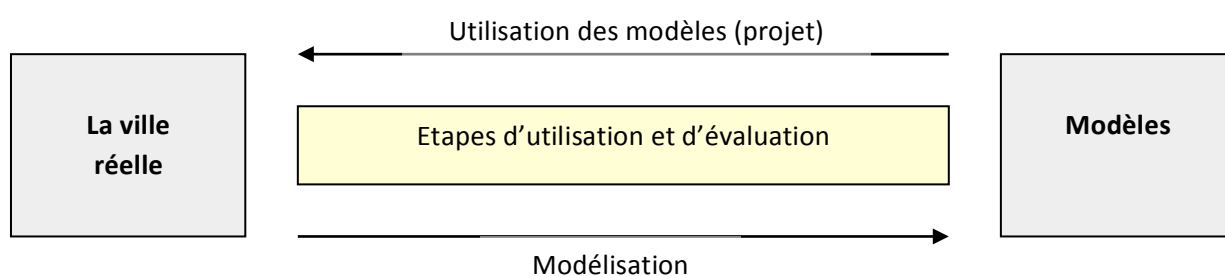 Utilisation des modèles (projet)
La ville
réelle
Etapes d’utilisation et d’évaluation
Modèles
Modélisation